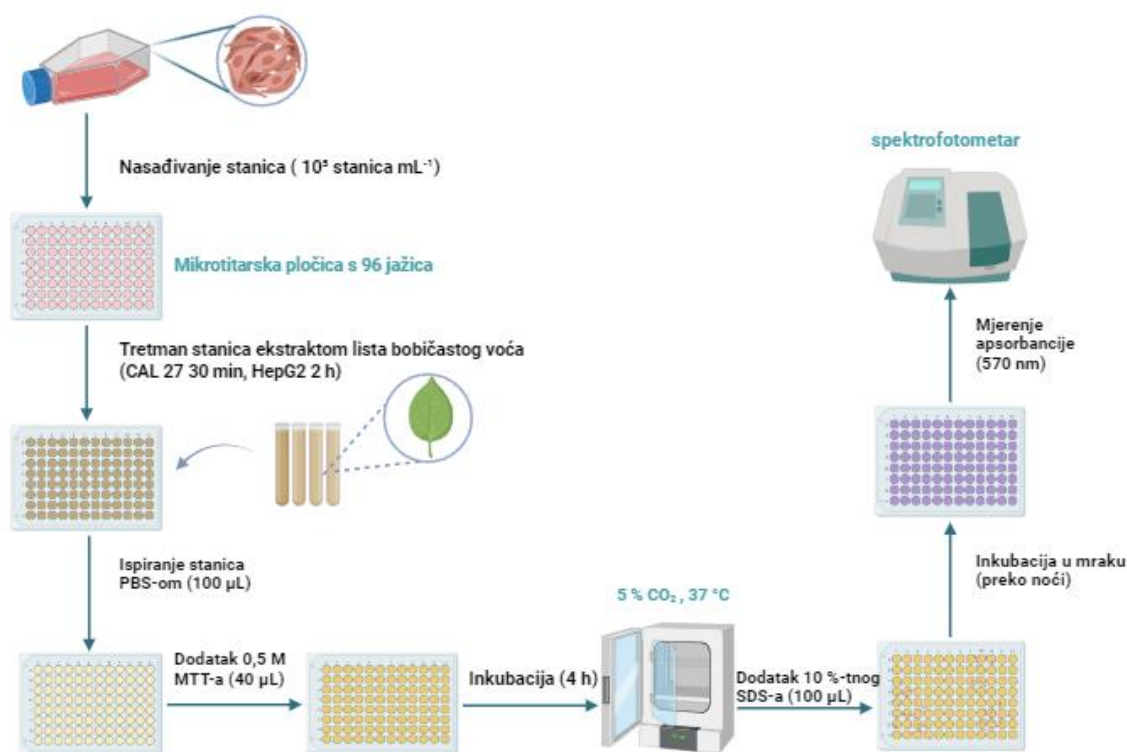 Nasađivanje stanica ( 10⁵ stanica mL⁻¹)
Mikrotitarska pločica s 96 jažica
Tretman stanica ekstraktom lista bobičastog voća
(CAL 27 30 min, HepG2 2 h)
Ispiranje stanica
PBS-om (100 µL)
Dodatak 0,5 M
MTT-a (40 µL)
Inkubacija (4 h)
5 % CO₂ , 37 °C
Dodatak 10 %-tnog
SDS-a (100 µL)
Inkubacija u mraku
(preko noći)
Mjerenje
apsorbancije
(570 nm)
spektrofotometar